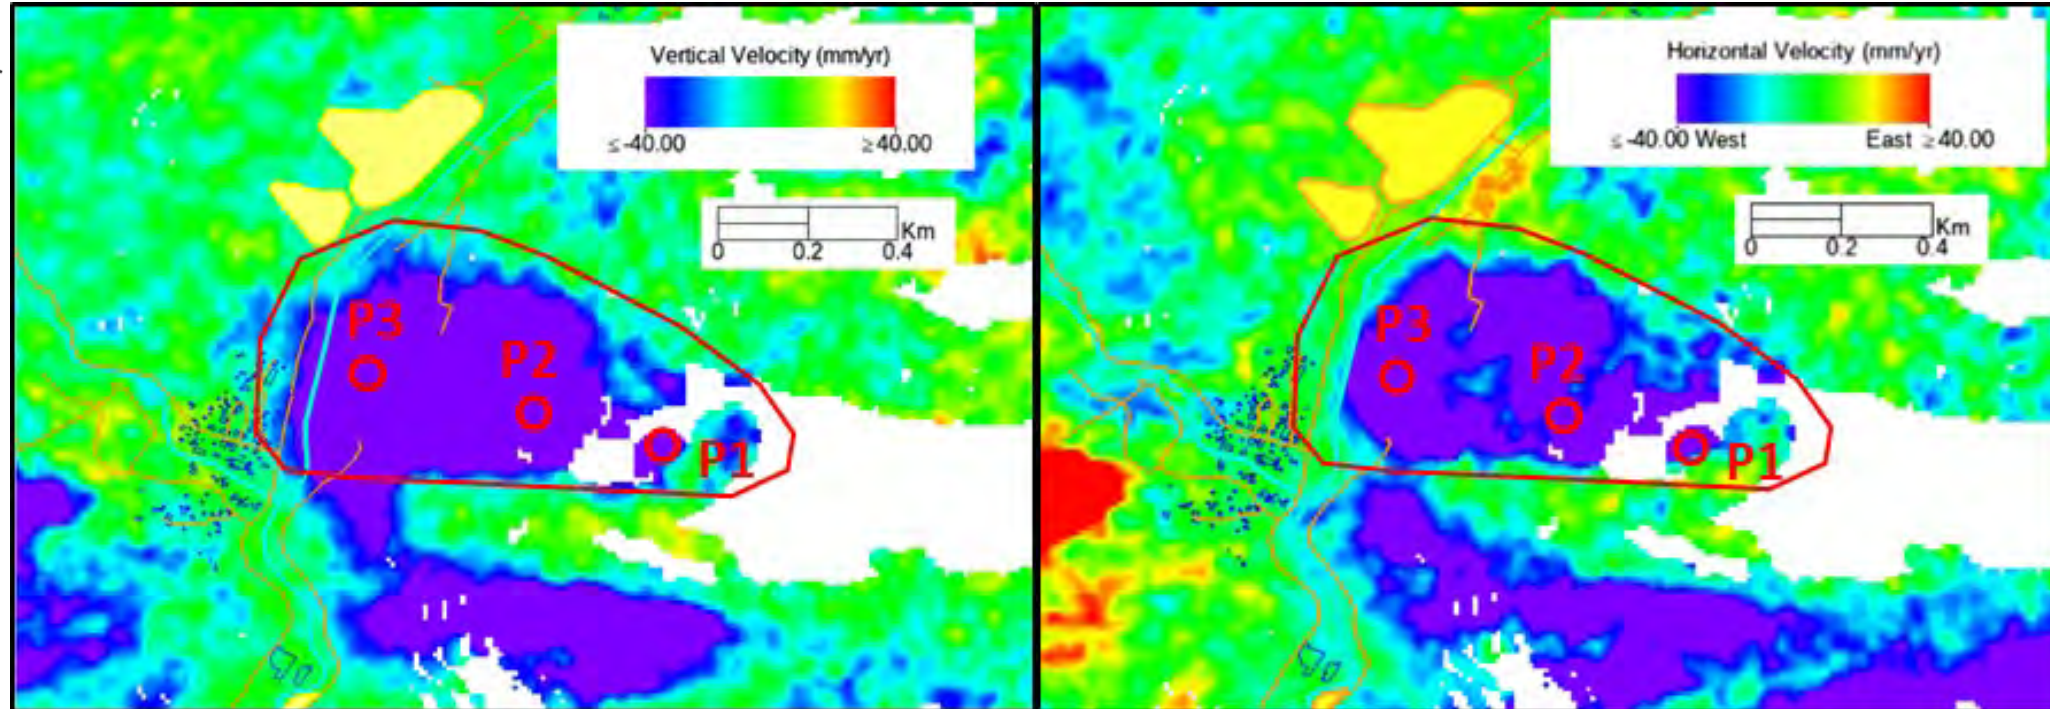 Vertical Velocity (mm/yr)
≤-40.00 ≥40.00
Km
0 0.2 0.4
P3
P2
P1
Horizontal Velocity (mm/yr)
≤-40.00 West East ≥40.00
Km
0 0.2 0.4
P3
P2
P1